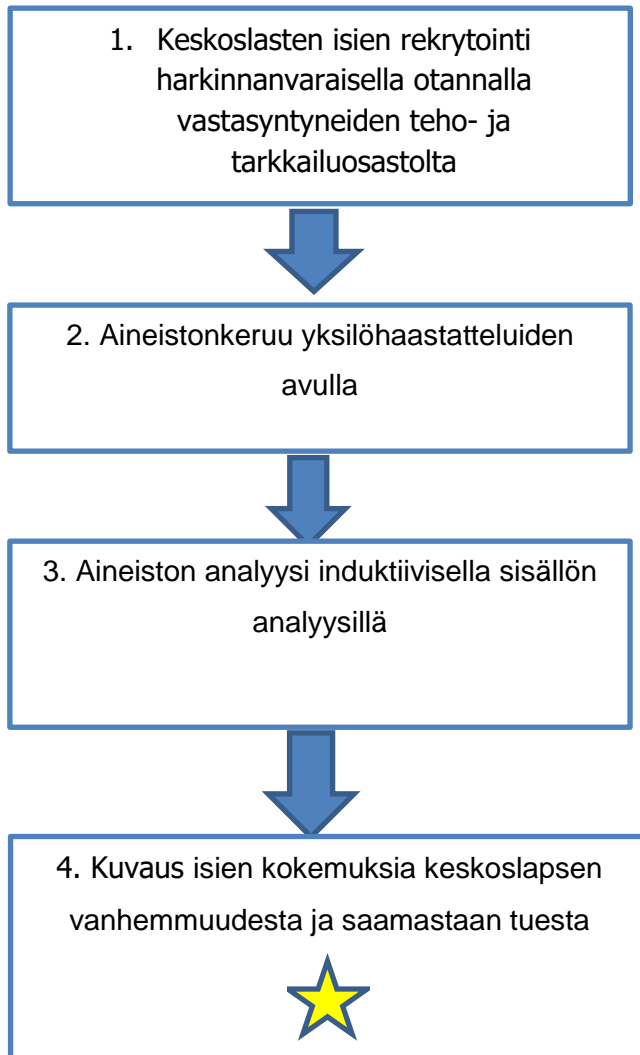 1. Keskoslasten isien rekrytointi
harkinnanvaraisella otannalla
vastasyntyneiden teho- ja
tarkkailuosastolta
2. Aineistonkeruu yksilöhaastatteluiden
avulla
3. Aineiston analyysi induktiivisella sisällön
analyysillä
4. Kuvaus isien kokemuksia keskoslapsen
vanhemmuudesta ja saamastaan tuesta